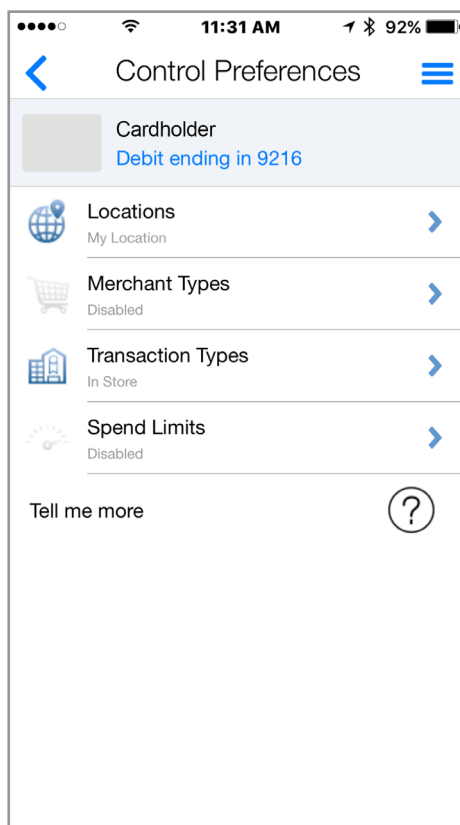 11:31 AM 92%
Control Preferences
Cardholder
Debit ending in 9216
Locations
My Location
Merchant Types
Disabled
Transaction Types
In Store
Spend Limits
Disabled
Tell me more ?